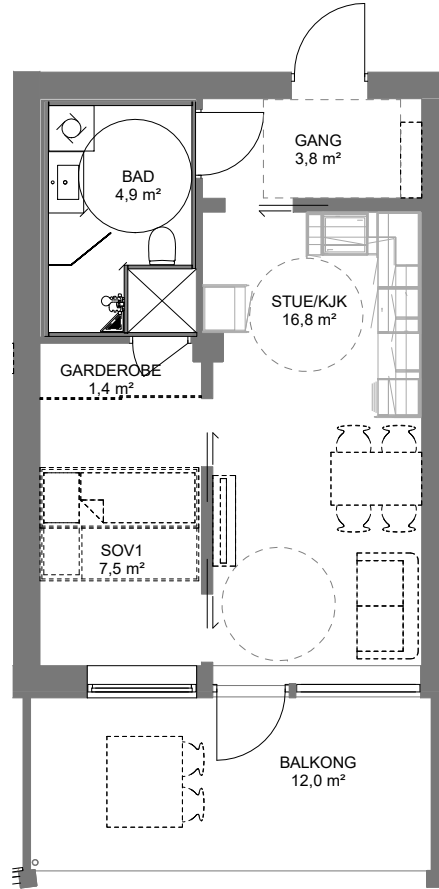 GANG
3,8 m²
BAD
4,9 m²
STUE/KJK
16,8 m²
GARDEROBE
1,4 m²
SOV1
7,5 m²
BALKONG
12,0 m²